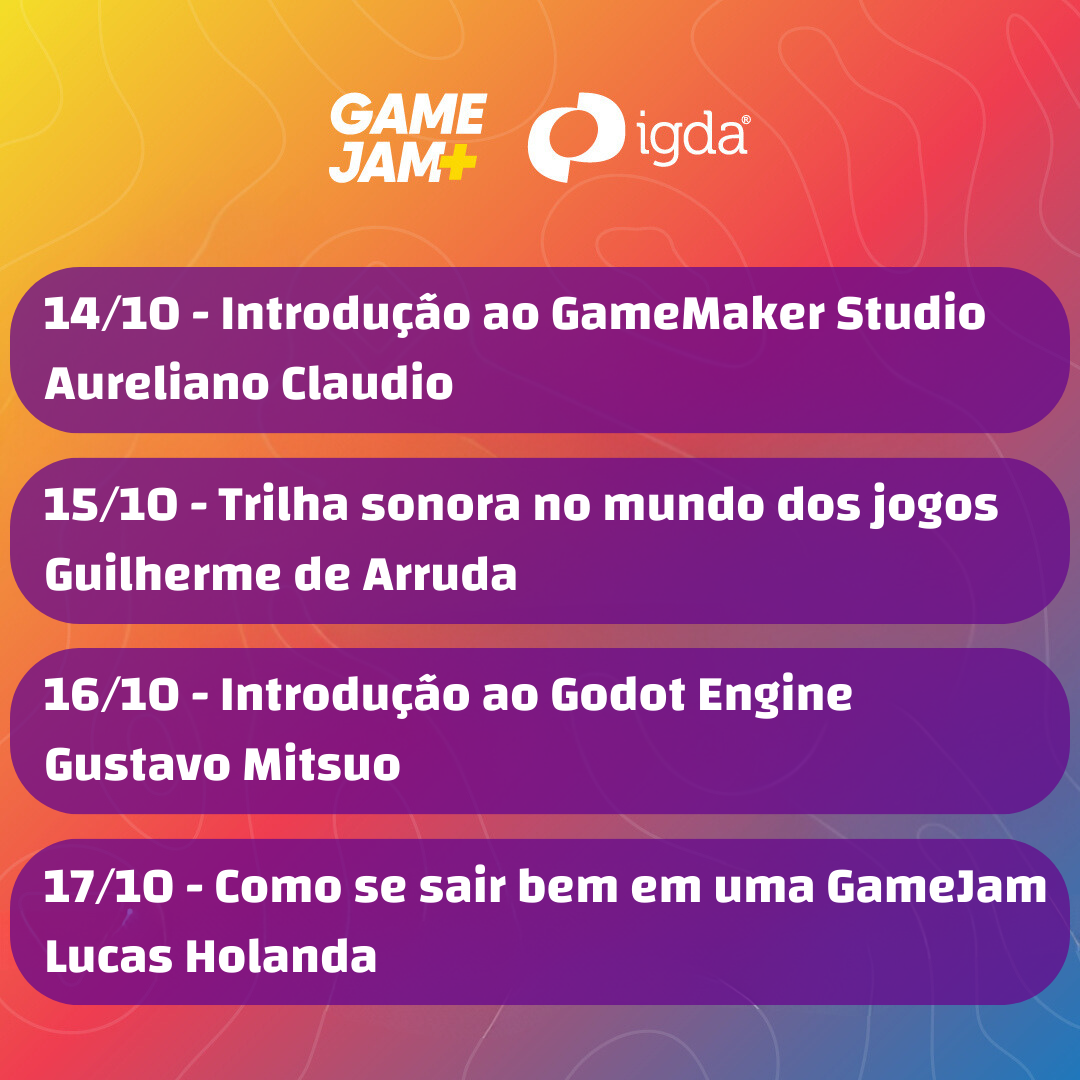 GAME
JAM+
igda®
14/10 - Introdução ao GameMaker Studio
Aureliano Claudio
15/10 - Trilha sonora no mundo dos jogos
Guilherme de Arruda
16/10 - Introdução ao Godot Engine
Gustavo Mitsuo
17/10 - Como se sair bem em uma GameJam
Lucas Holanda